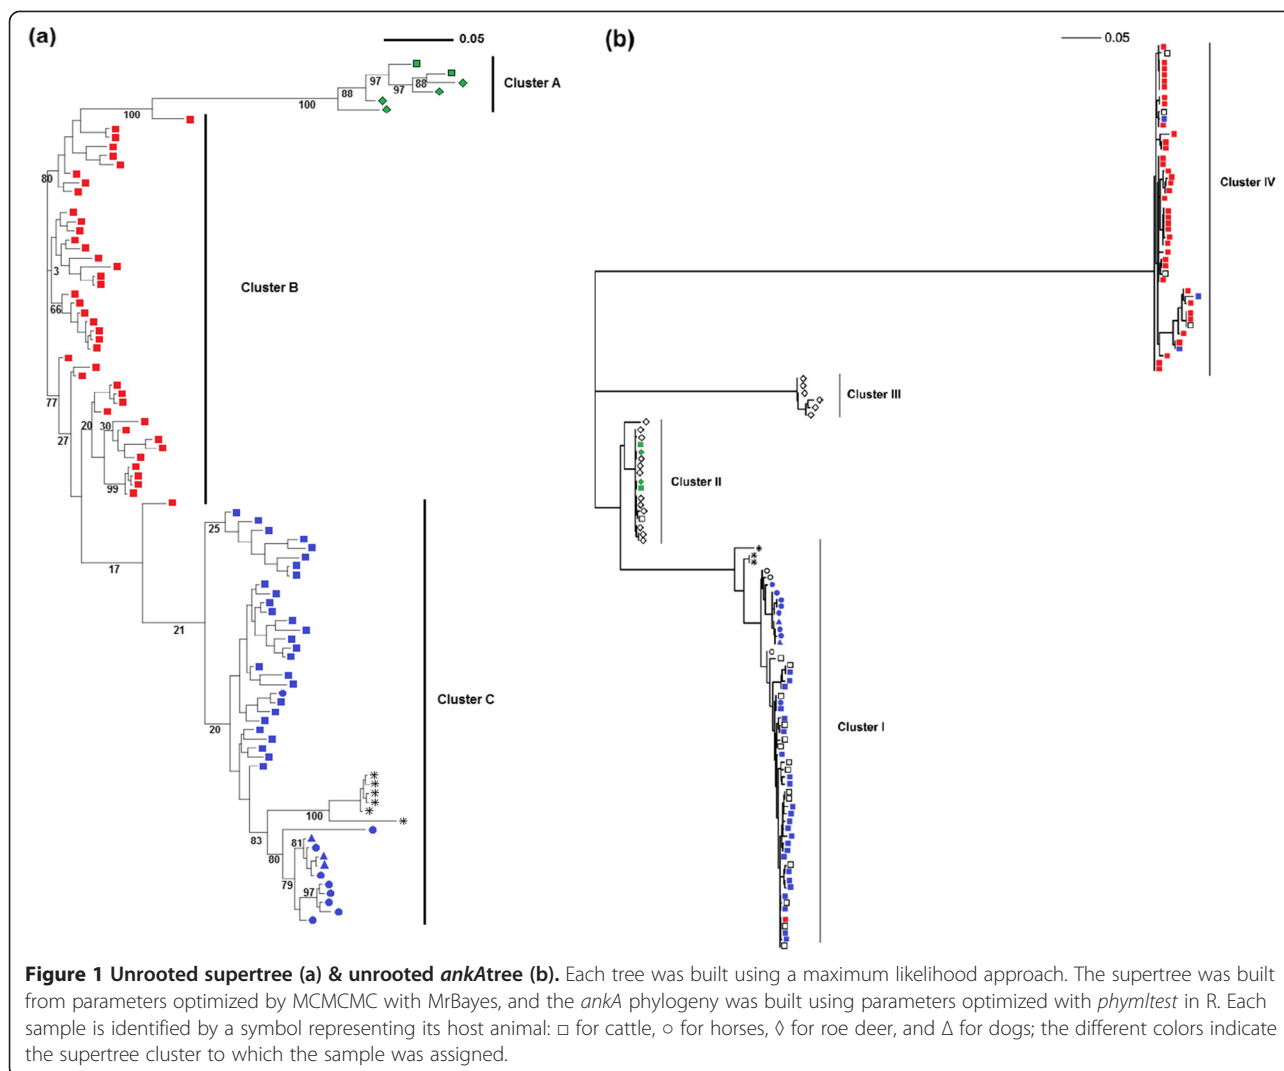 (a)
0.05
Cluster A
97
88
97
88
100
100
80
3
66
77
27
20
30
99
17
Cluster B
25
21
20
Cluster C
100
83
81
80
79
97
(b)
0.05
Cluster IV
Cluster III
Cluster II
Cluster I
Figure 1 Unrooted supertree (a) & unrooted ankAtree (b). Each tree was built using a maximum likelihood approach. The supertree was built
from parameters optimized by MCMCMC with MrBayes, and the ankA phylogeny was built using parameters optimized with phymltest in R. Each
sample is identified by a symbol representing its host animal: □ for cattle, ○ for horses, ◊ for roe deer, and Δ for dogs; the different colors indicate
the supertree cluster to which the sample was assigned.